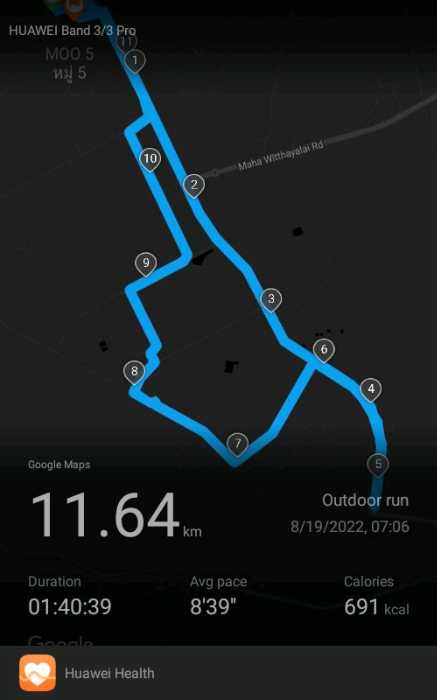 HUAWEI Band 3/3 Pro
11
MOO 5
หมู่ 5
1
10
Maha Witthayalai Rd
2
9
3
6
8
4
7
5
Google Maps
11.64 km
Outdoor run
8/19/2022, 07:06
Duration
Avg pace
Calories
01:40:39
8'39"
691 kcal
Google
Huawei Health